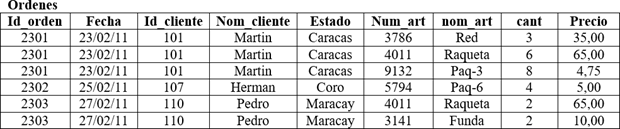 Ordenes
Id_orden Fecha Id_cliente Nom_cliente Estado Num_art nom_art cant Precio
2301 23/02/11 101 Martin Caracas 3786 Red 3 35,00
2301 23/02/11 101 Martin Caracas 4011 Raqueta 6 65,00
2301 23/02/11 101 Martin Caracas 9132 Paq-3 8 4,75
2302 25/02/11 107 Herman Coro 5794 Paq-6 4 5,00
2303 27/02/11 110 Pedro Maracay 4011 Raqueta 2 65,00
2303 27/02/11 110 Pedro Maracay 3141 Funda 2 10,00